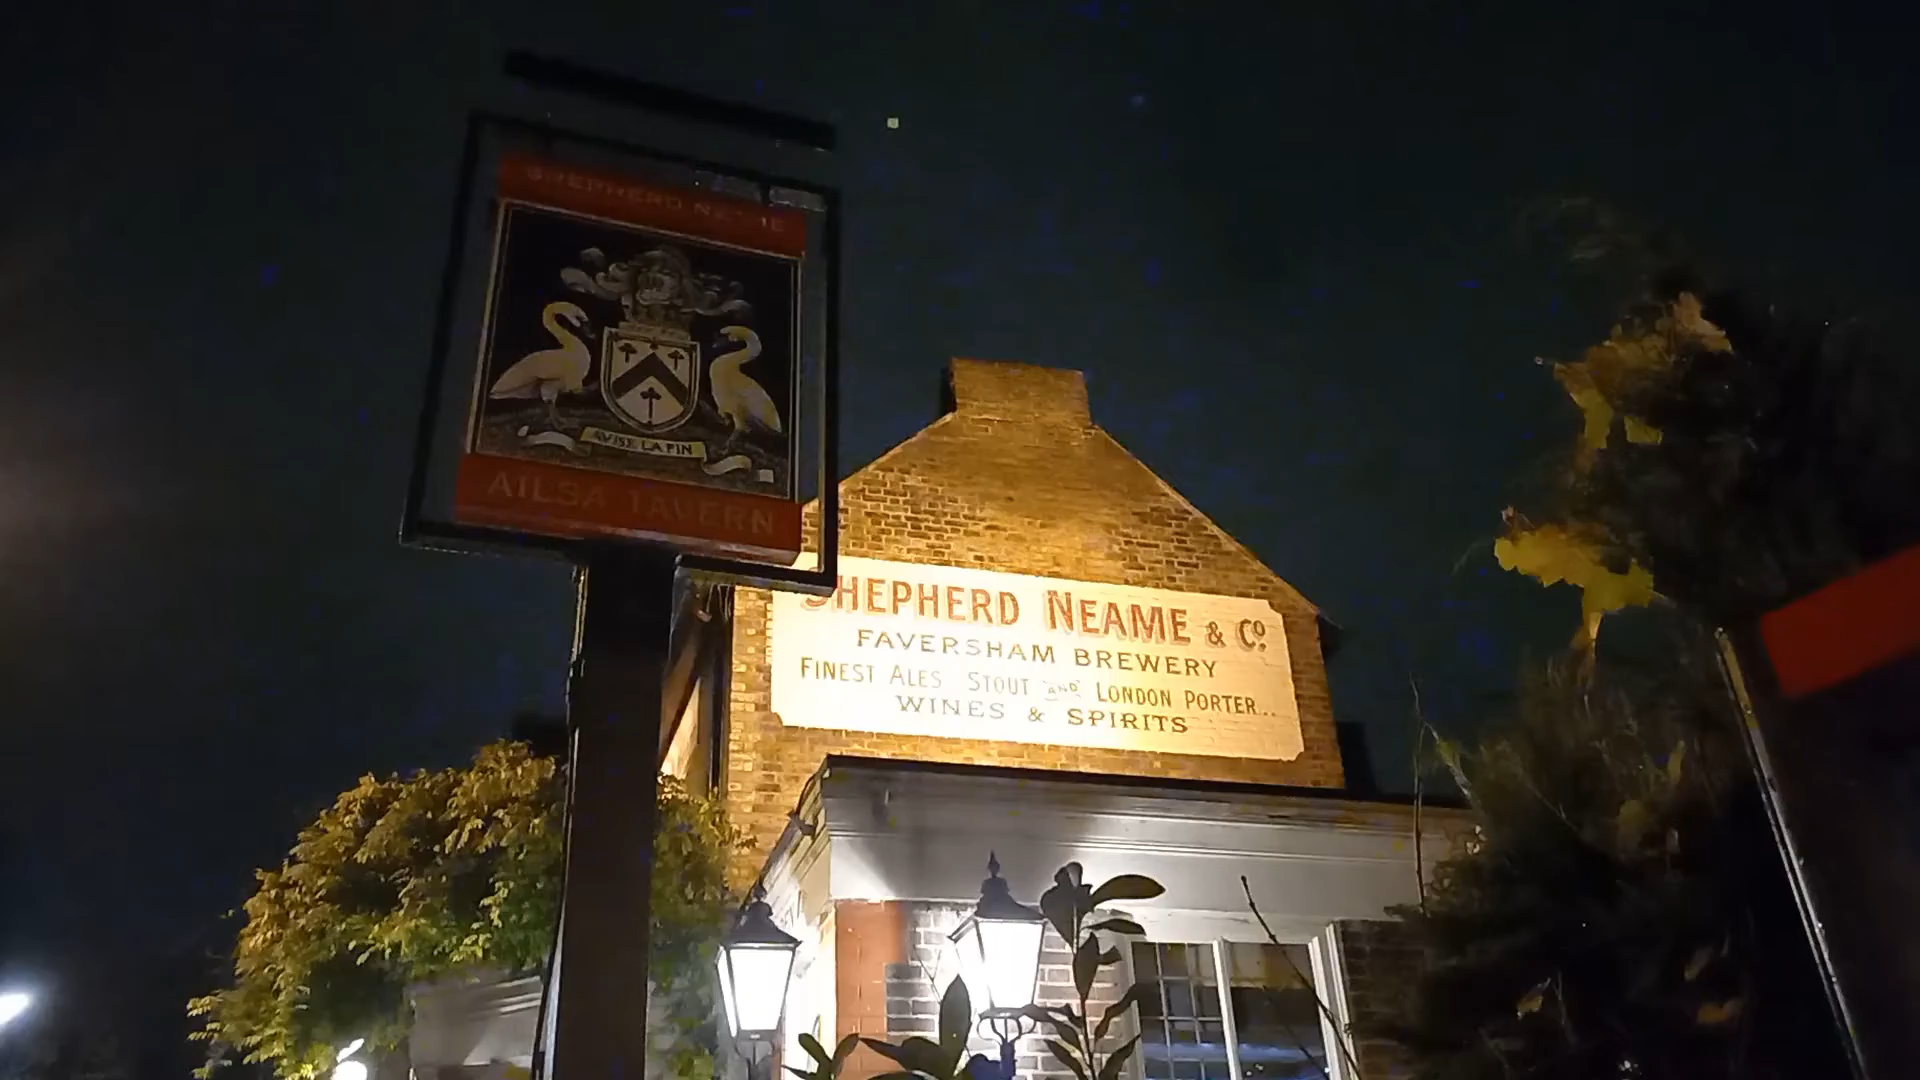 SHEPHERD NEAME
AVISE LA FIN
AILSA TAVERN
SHEPHERD NEAME & Cº
FAVERSHAM BREWERY
FINEST ALES STOUT AND LONDON PORTER...
WINES & SPIRITS